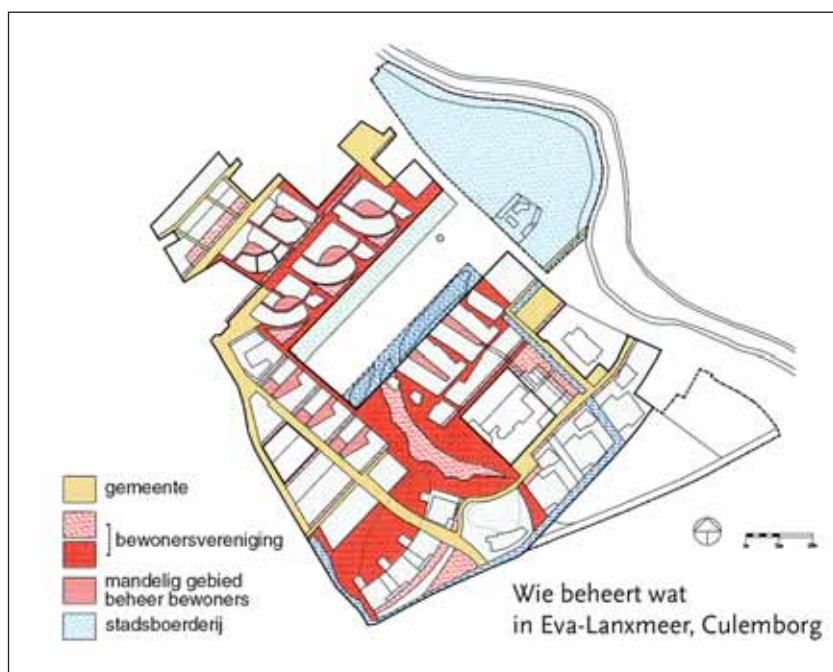 gemeente
bewonersvereniging
mandelig gebied
beheer bewoners
stadsboerderij
Wie beheert wat
in Eva-Lanxmeer, Culemborg